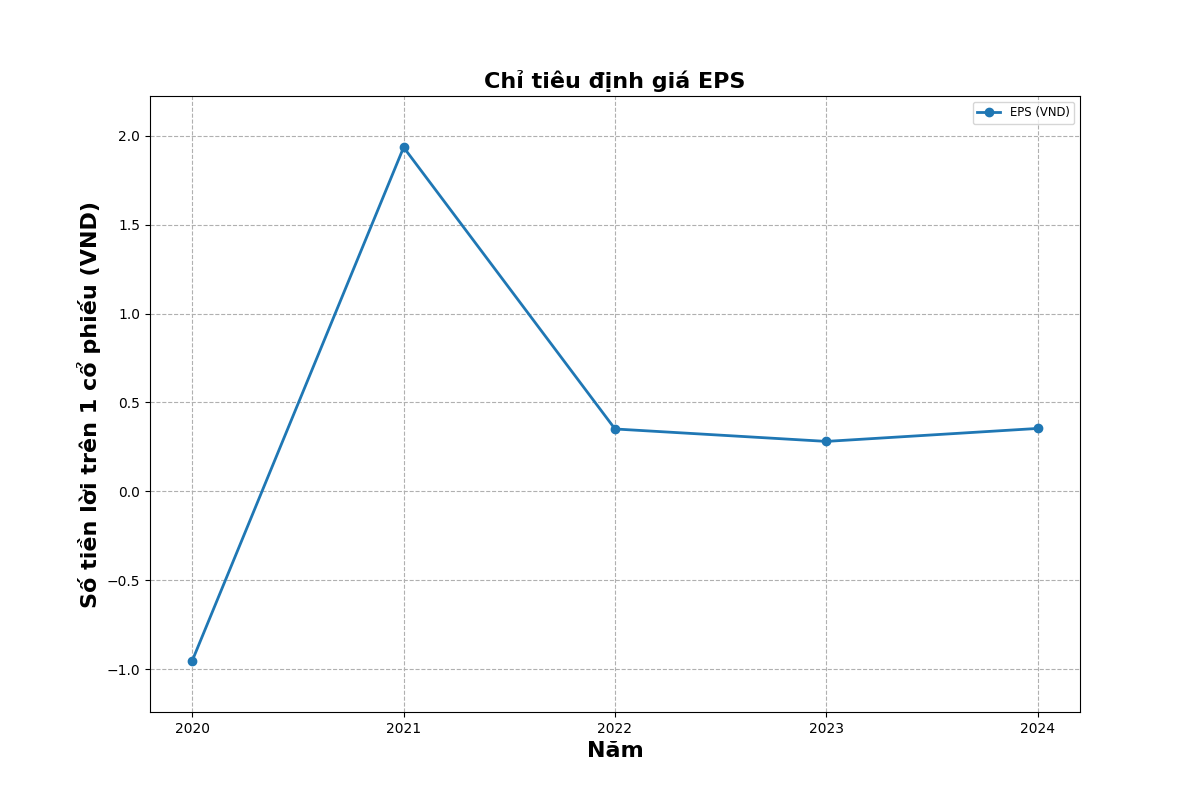 Chỉ tiêu định giá EPS
EPS (VND)
Số tiền lời trên 1 cổ phiếu (VND)
2.0
1.5
1.0
0.5
0.0
−0.5
−1.0
2020 2021 2022 2023 2024
Năm